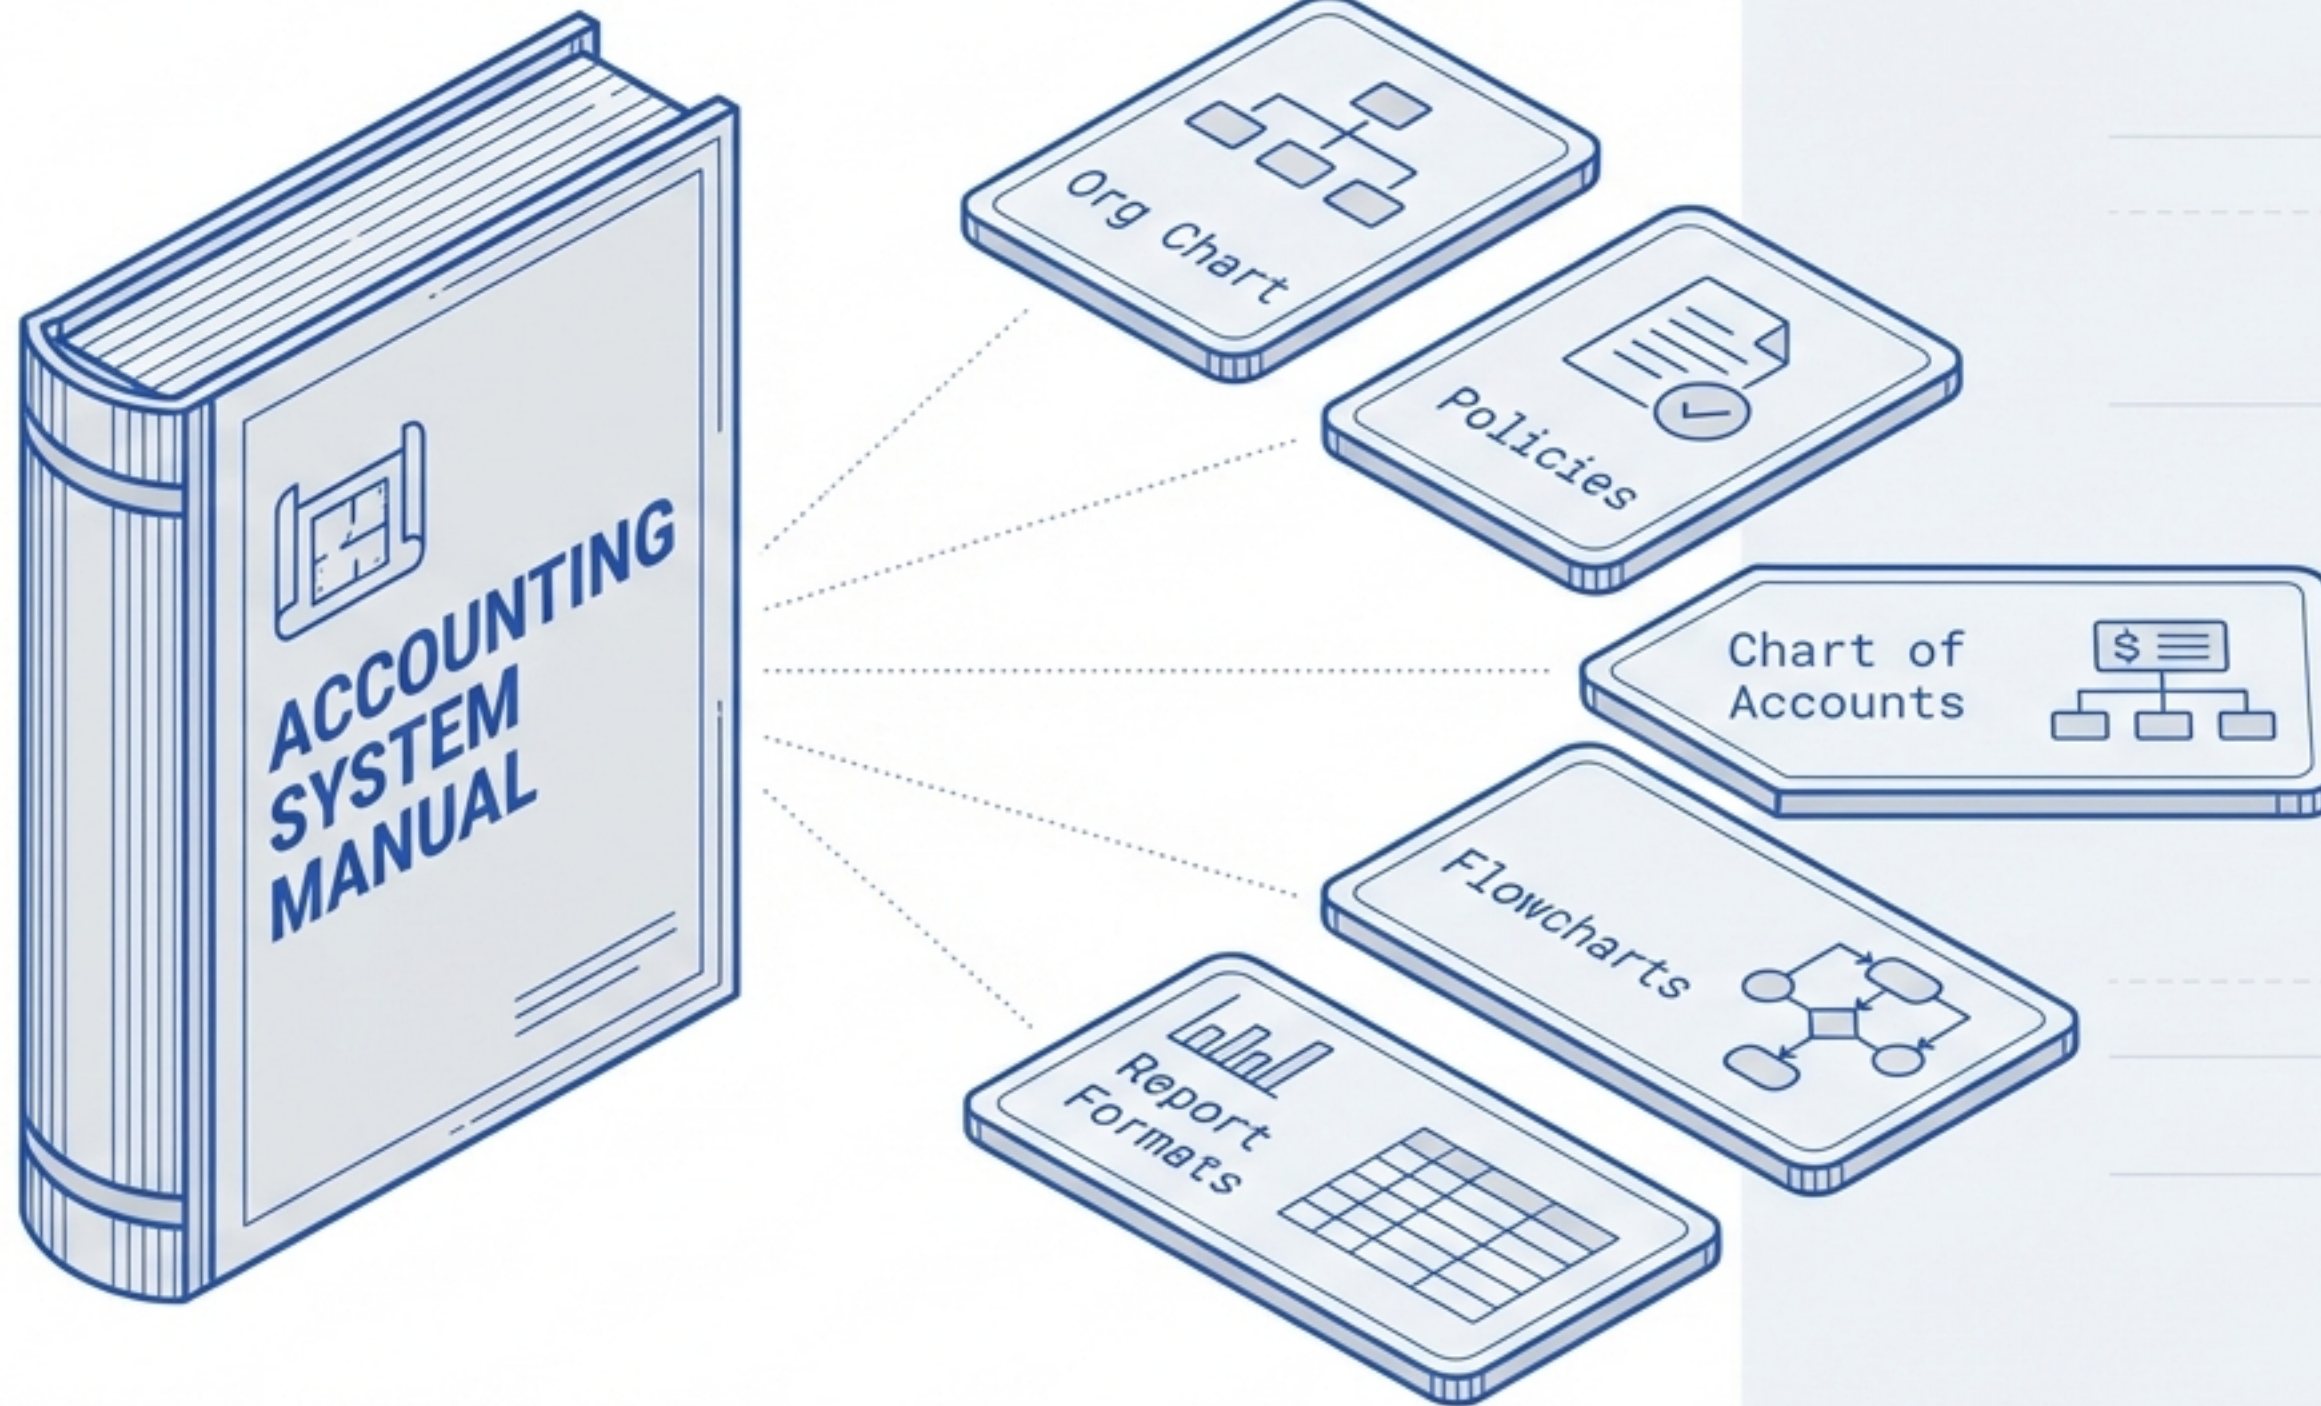 ACCOUNTING
SYSTEM
MANUAL
Org Chart
Policies
Chart of
Accounts
$
Flowcharts
Report
Formats